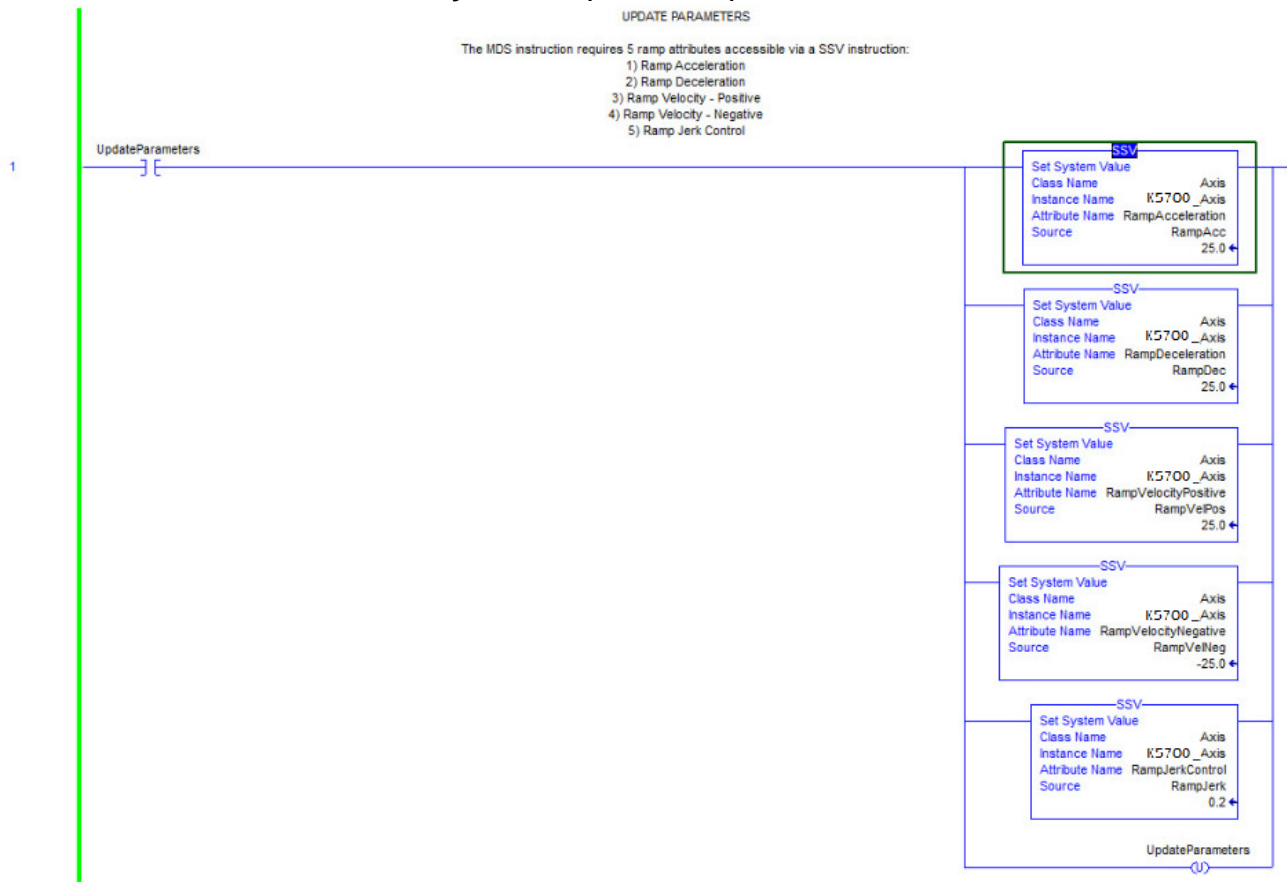 UPDATE PARAMETERS
The MDS instruction requires 5 ramp attributes accessible via a SSV instruction:
1) Ramp Acceleration
2) Ramp Deceleration
3) Ramp Velocity - Positive
4) Ramp Velocity - Negative
5) Ramp Jerk Control
UpdateParameters
1
SSV
Set System Value
Class Name Axis
Instance Name K5700_Axis
Attribute Name RampAcceleration
Source RampAcc
25.0
SSV
Set System Value
Class Name Axis
Instance Name K5700_Axis
Attribute Name RampDeceleration
Source RampDec
25.0
SSV
Set System Value
Class Name Axis
Instance Name K5700_Axis
Attribute Name RampVelocityPositive
Source RampVelPos
25.0
SSV
Set System Value
Class Name Axis
Instance Name K5700_Axis
Attribute Name RampVelocityNegative
Source RampVelNeg
-25.0
SSV
Set System Value
Class Name Axis
Instance Name K5700_Axis
Attribute Name RampJerkControl
Source RampJerk
0.2
UpdateParameters
U